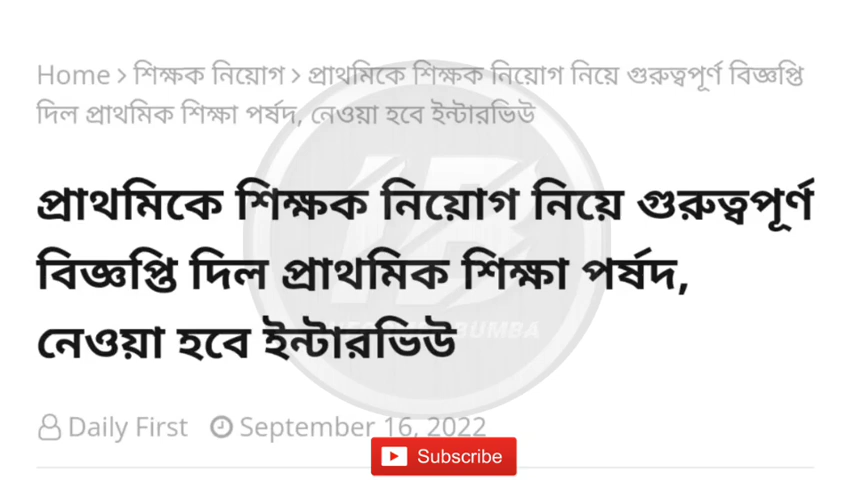 Home > শিক্ষক নিয়োগ > প্রাথমিকে শিক্ষক নিয়োগ নিয়ে গুরুত্বপূর্ণ বিজ্ঞপ্তি
দিল প্রাথমিক শিক্ষা পর্ষদ, নেওয়া হবে ইন্টারভিউ
প্রাথমিকে শিক্ষক নিয়োগ নিয়ে গুরুত্বপূর্ণ
বিজ্ঞপ্তি দিল প্রাথমিক শিক্ষা পর্ষদ,
নেওয়া হবে ইন্টারভিউ
Daily First September 16, 2022
Subscribe